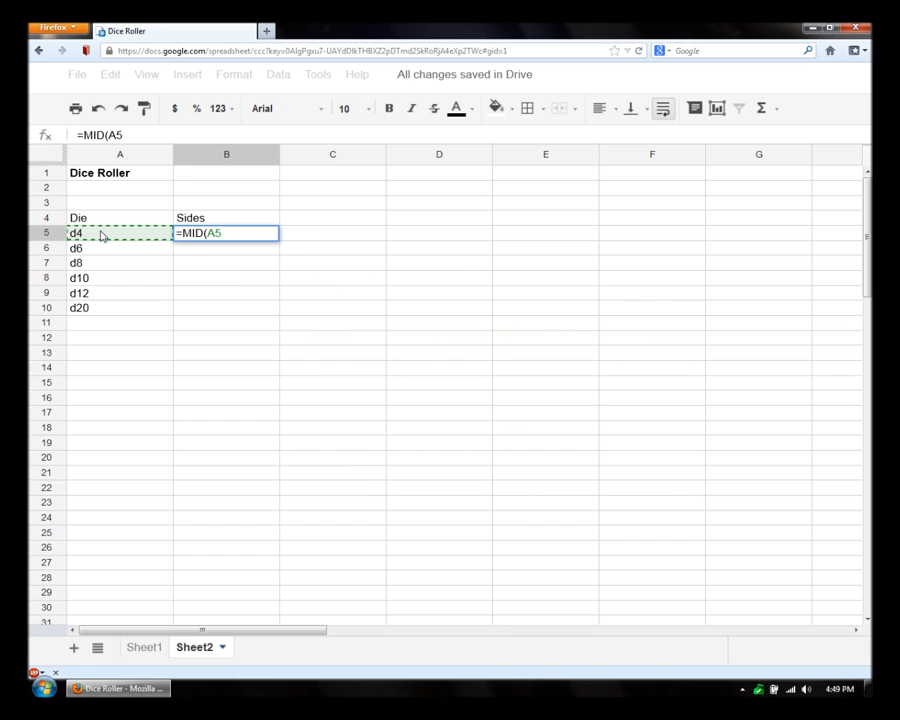 Firefox
Dice Roller
https://docs.google.com/spreadsheet/ccc?key=0AlgPgxu7-UAYdDlkTHBXZ2pDTmd2SkRoRjA4eXpZTWc#gid=1
Google
File Edit View Insert Format Data Tools Help All changes saved in Drive
$ % 123 Arial 10 B I S A Σ
fx =MID(A5
A B C D E F G
1 Dice Roller
2
3
4 Die Sides
5 d4 =MID(A5
6 d6
7 d8
8 d10
9 d12
10 d20
11
12
13
14
15
16
17
18
19
20
21
22
23
24
25
26
27
28
29
30
31
Sheet1 Sheet2
Dice Roller - Mozilla ... 4:49 PM